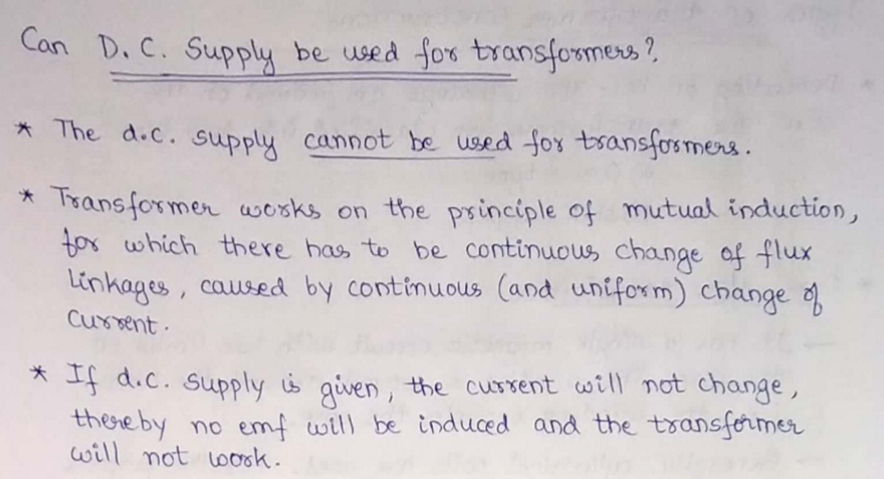 Can D.C. Supply be used for transformers?
* The d.c. supply cannot be used for transformers.
* Transformer works on the principle of mutual induction,
for which there has to be continuous change of flux
linkages, caused by continuous (and uniform) change of
current.
* If d.c. supply is given, the current will not change,
thereby no emf will be induced and the transformer
will not work.